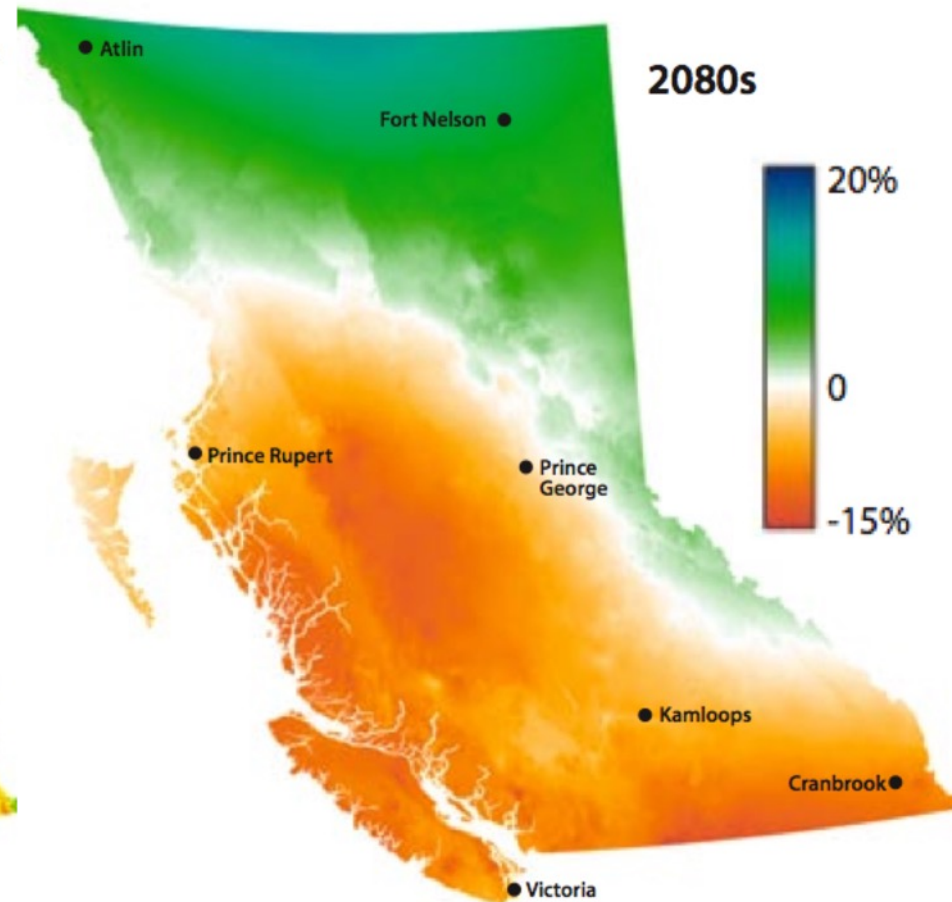 Atlin
2080s
Fort Nelson
20%
0
Prince Rupert
Prince
George
-15%
Kamloops
Cranbrook
Victoria